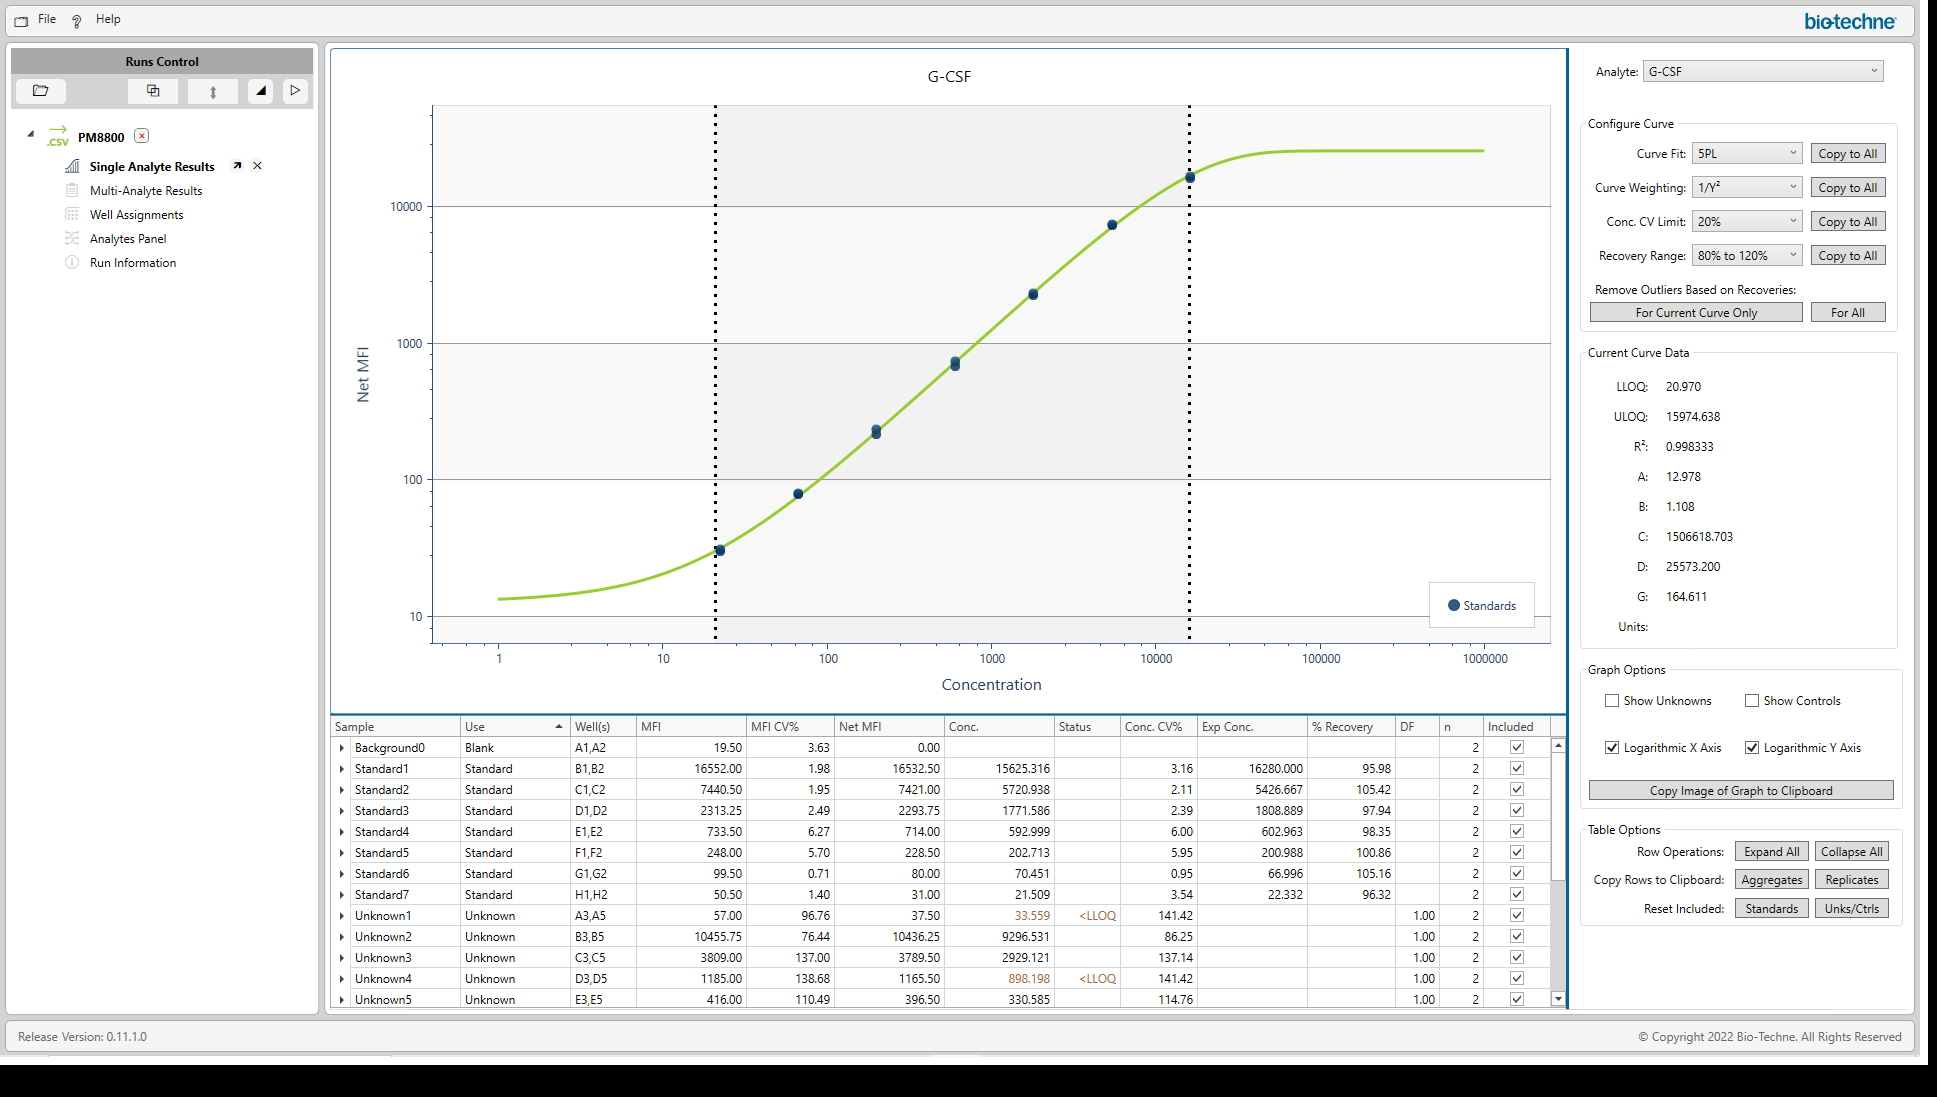 File ? Help
bio-techne
Runs Control
PM8800
.CSV
Single Analyte Results
Multi-Analyte Results
Well Assignments
Analytes Panel
Run Information
G-CSF
Net MFI
10000
1000
100
10
1 10 100 1000 10000 100000 1000000
Concentration
Standards
Sample Use Well(s) MFI MFI CV% Net MFI Conc. Status Conc. CV% Exp Conc. % Recovery DF n Included
Background0 Blank A1,A2 19.50 3.63 0.00 2
Standard1 Standard B1,B2 16552.00 1.98 16532.50 15625.316 3.16 16280.000 95.98 2
Standard2 Standard C1,C2 7440.50 1.95 7421.00 5720.938 2.11 5426.667 105.42 2
Standard3 Standard D1,D2 2313.25 2.49 2293.75 1771.586 2.39 1808.889 97.94 2
Standard4 Standard E1,E2 733.50 6.27 714.00 592.999 6.00 602.963 98.35 2
Standard5 Standard F1,F2 248.00 5.70 228.50 202.713 5.95 200.988 100.86 2
Standard6 Standard G1,G2 99.50 0.71 80.00 70.451 0.95 66.996 105.16 2
Standard7 Standard H1,H2 50.50 1.40 31.00 21.509 3.54 22.332 96.32 2
Unknown1 Unknown A3,A5 57.00 96.76 37.50 33.559 <LLOQ 141.42 1.00 2
Unknown2 Unknown B3,B5 10455.75 76.44 10436.25 9296.531 86.25 1.00 2
Unknown3 Unknown C3,C5 3809.00 137.00 3789.50 2929.121 137.14 1.00 2
Unknown4 Unknown D3,D5 1185.00 138.68 1165.50 898.198 <LLOQ 141.42 1.00 2
Unknown5 Unknown E3,E5 416.00 110.49 396.50 330.585 114.76 1.00 2
Analyte: G-CSF
Configure Curve
Curve Fit: 5PL Copy to All
Curve Weighting: 1/Y² Copy to All
Conc. CV Limit: 20% Copy to All
Recovery Range: 80% to 120% Copy to All
Remove Outliers Based on Recoveries:
For Current Curve Only For All
Current Curve Data
LLOQ: 20.970
ULOQ: 15974.638
R²: 0.998333
A: 12.978
B: 1.108
C: 1506618.703
D: 25573.200
G: 164.611
Units:
Graph Options
Show Unknowns Show Controls
Logarithmic X Axis Logarithmic Y Axis
Copy Image of Graph to Clipboard
Table Options
Row Operations: Expand All Collapse All
Copy Rows to Clipboard: Aggregates Replicates
Reset Included: Standards Unks/Ctrls
Release Version: 0.11.1.0
© Copyright 2022 Bio-Techne. All Rights Reserved